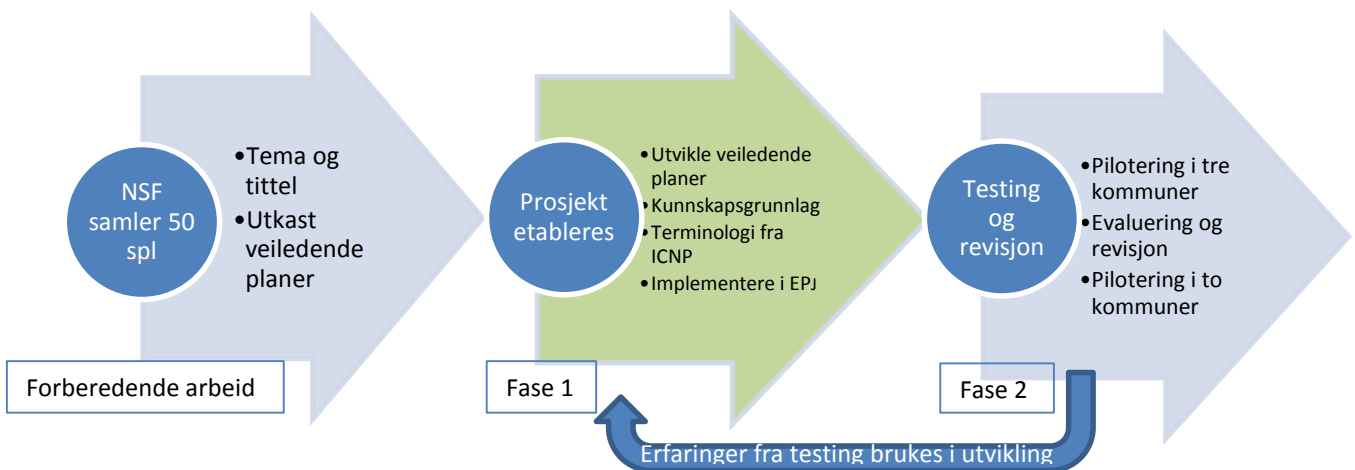 NSF
samler 50
spl
•Tema og
tittel
•Utkast
veiledende
planer
Forberedende arbeid
Prosjekt
etableres
•Utvikle veiledende
planer
•Kunnskapsgrunnlag
•Terminologi fra
ICNP
•Implementere i EPJ
Fase 1
Testing
og
revisjon
•Pilotering i tre
kommuner
•Evaluering og
revisjon
•Pilotering i to
kommuner
Fase 2
Erfaringer fra testing brukes i utvikling